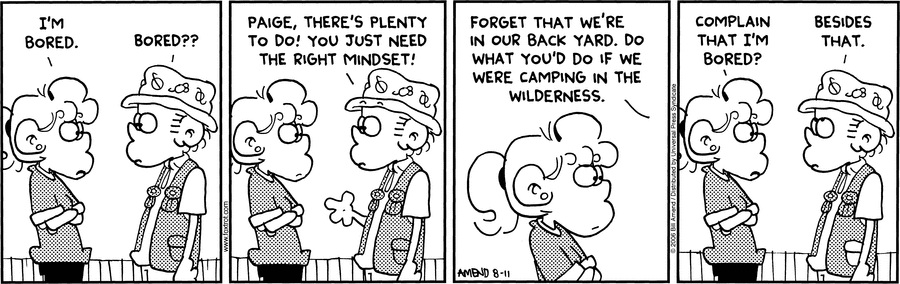 I'M
BORED.
BORED??
PAIGE, THERE'S PLENTY
TO DO! YOU JUST NEED
THE RIGHT MINDSET!
www.foxtrot.com
FORGET THAT WE'RE
IN OUR BACK YARD. DO
WHAT YOU'D DO IF WE
WERE CAMPING IN THE
WILDERNESS.
AMEND 8-11
© 2006 Bill Amend / Distributed by Universal Press Syndicate
COMPLAIN
THAT I'M
BORED?
BESIDES
THAT.